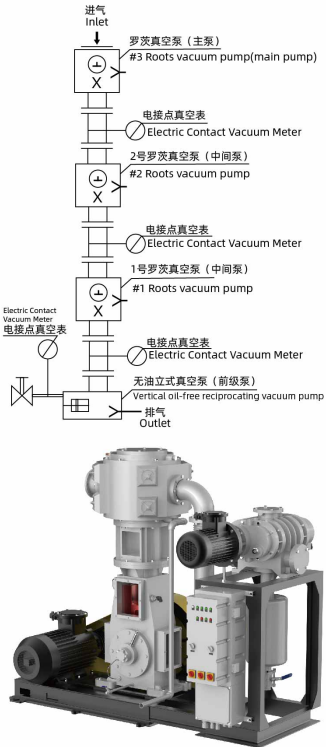 进气
Inlet
罗茨真空泵（主泵）
#3 Roots vacuum pump(main pump)
电接点真空表
Electric Contact Vacuum Meter
2号罗茨真空泵（中间泵）
#2 Roots vacuum pump
电接点真空表
Electric Contact Vacuum Meter
1号罗茨真空泵（中间泵）
#1 Roots vacuum pump
Electric Contact
Vacuum Meter
电接点真空表
电接点真空表
Electric Contact Vacuum Meter
无油立式真空泵（前级泵）
Vertical oil-free reciprocating vacuum pump
排气
Outlet